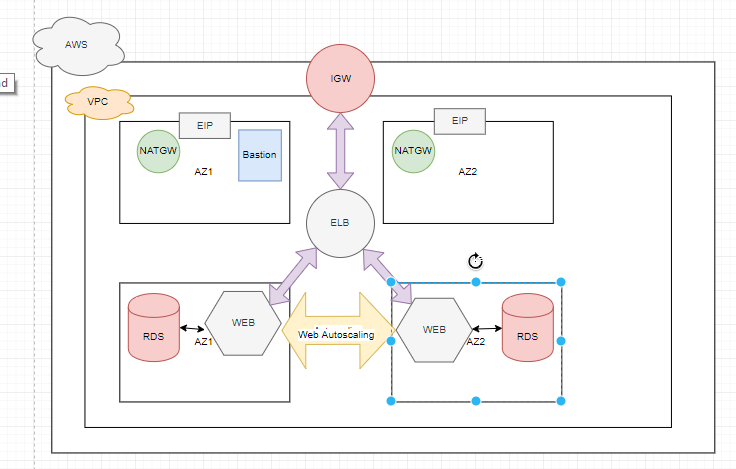 AWS
IGW
nd
VPC
EIP
EIP
NATGW
Bastion
NATGW
AZ1
AZ2
ELB
WEB
WEB
RDS
RDS
Web Autoscaling
AZ1
AZ2